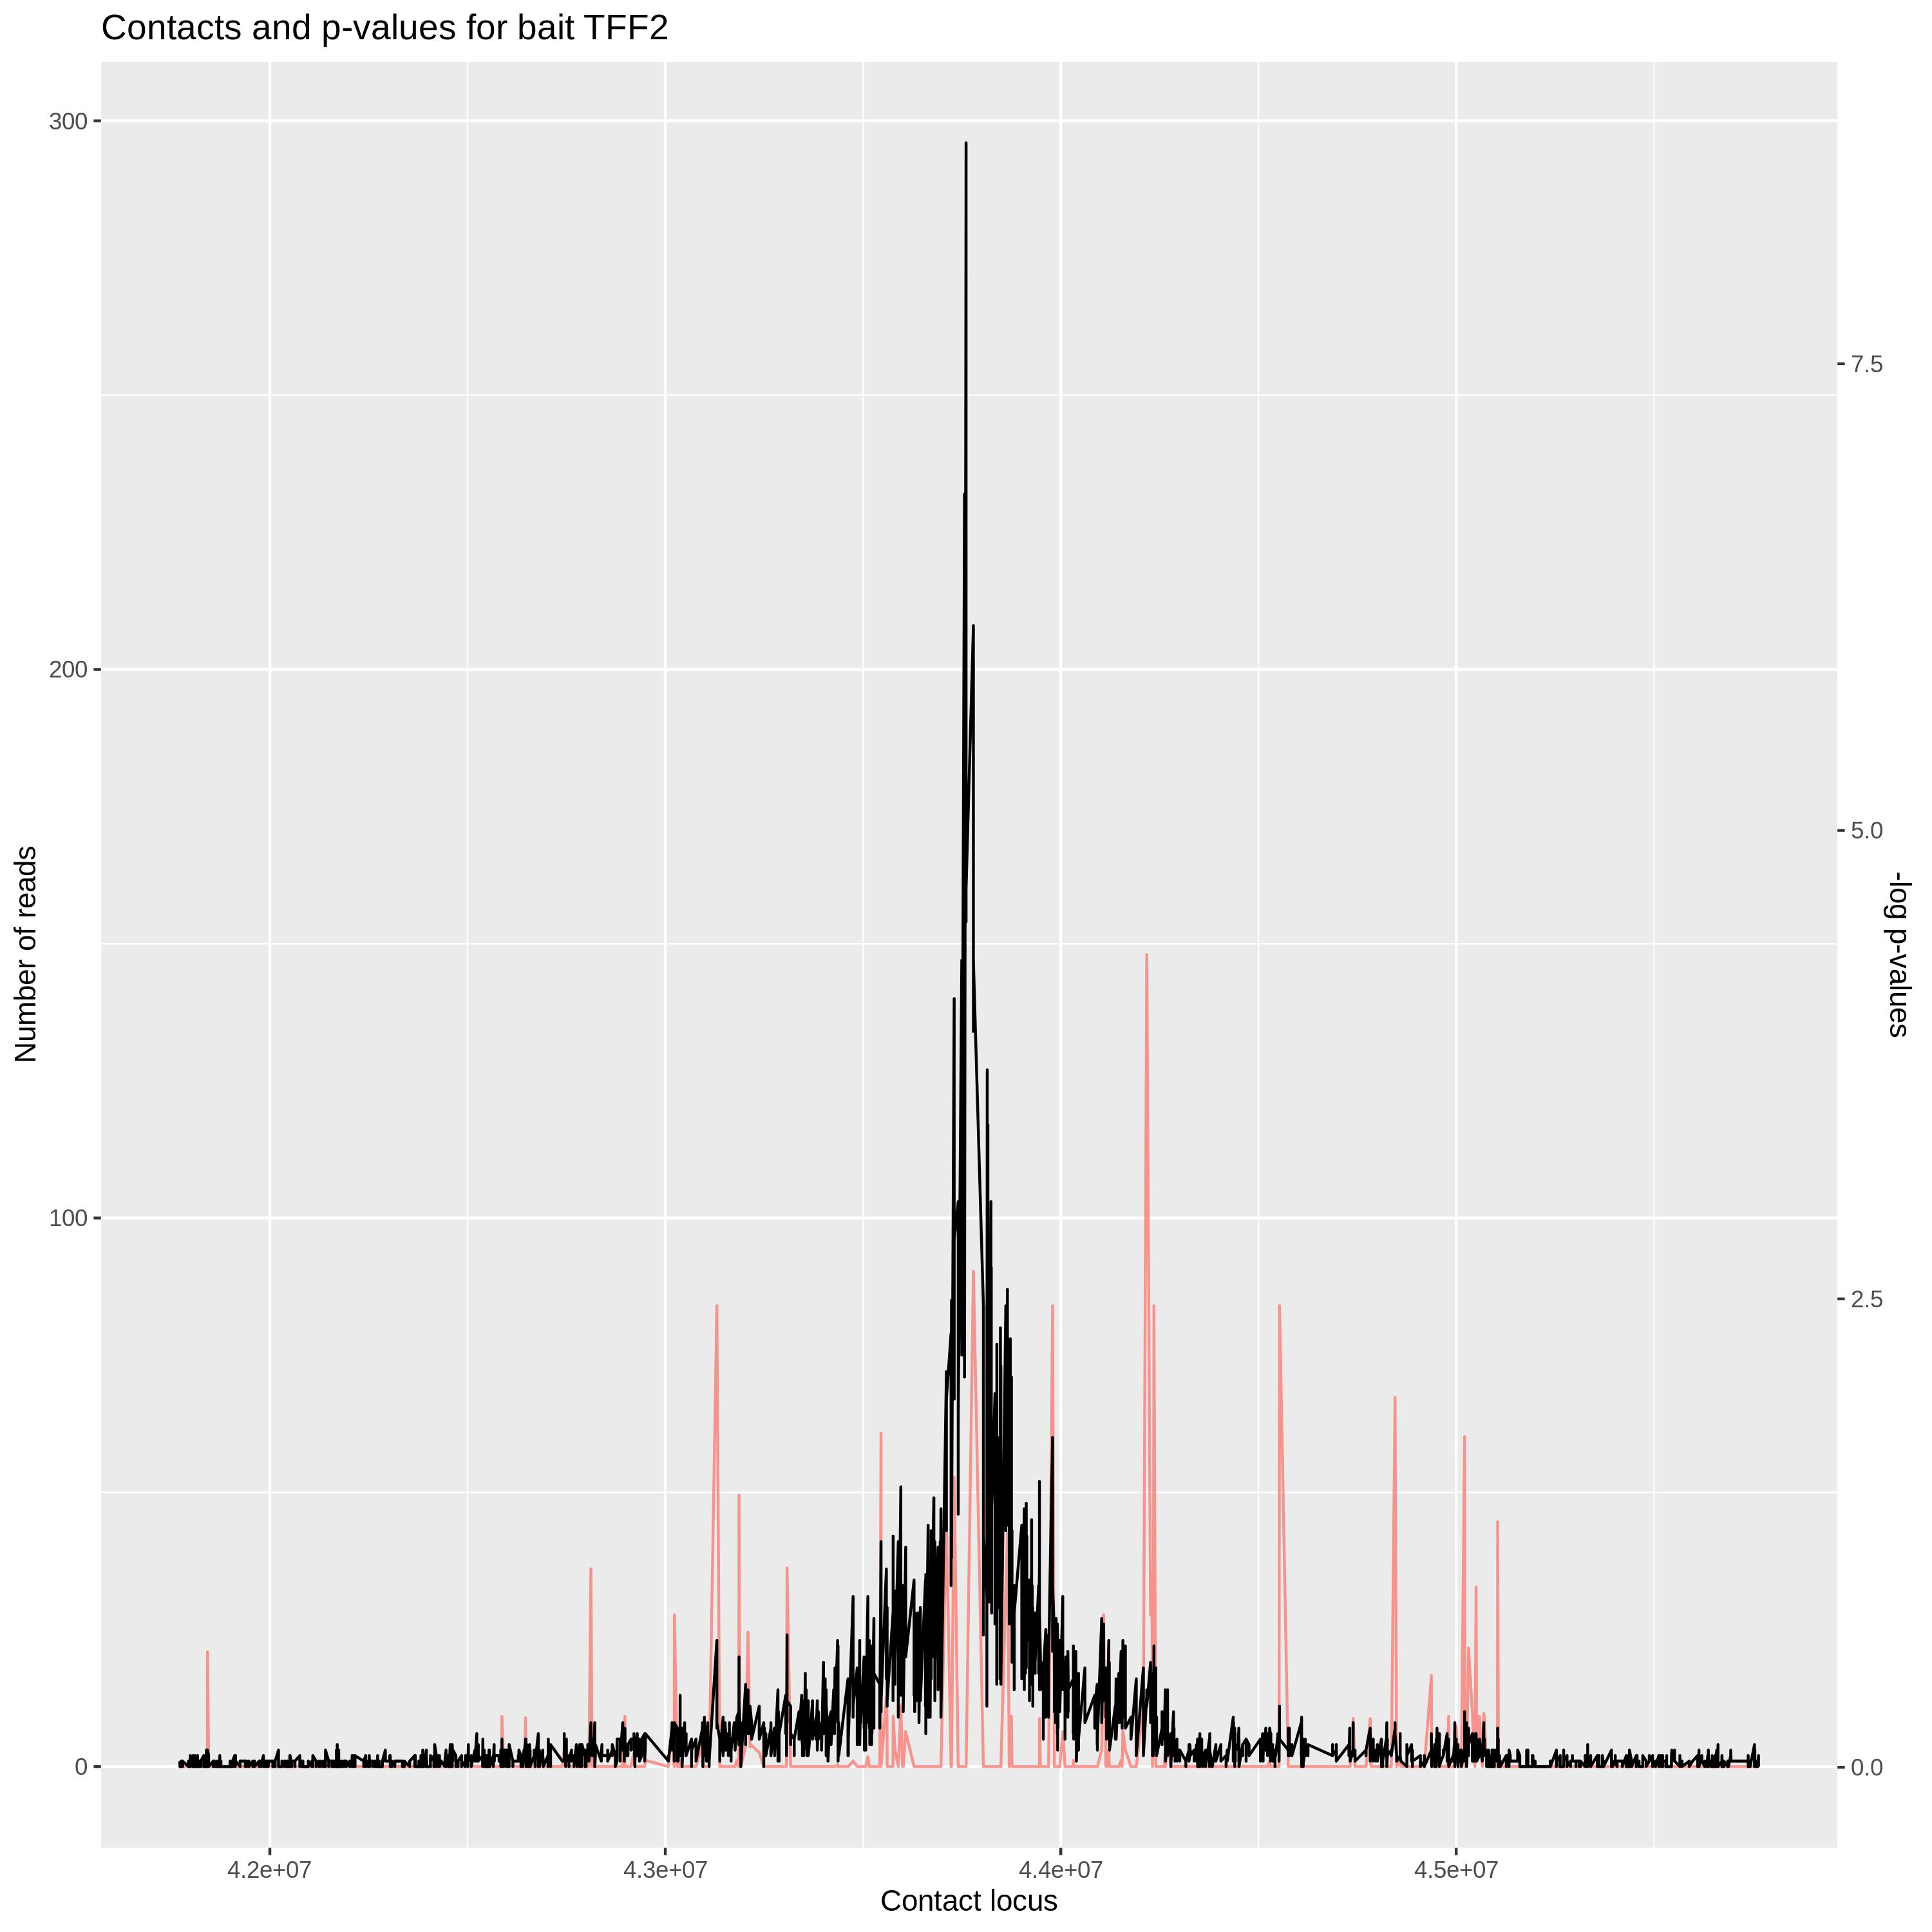 Contacts and p-values for bait TFF2
300
200
100
0
Number of reads
7.5
5.0
2.5
0.0
-log p-values
4.2e+07
4.3e+07
4.4e+07
4.5e+07
Contact locus